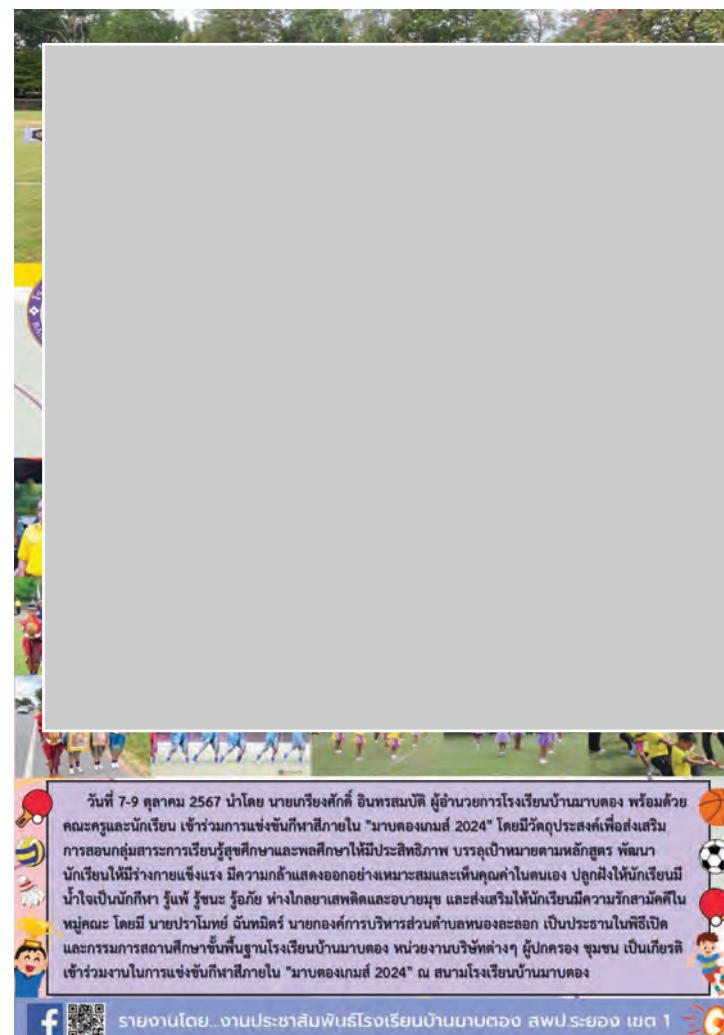 วันที่ 7-9 ตุลาคม 2567 นำโดย นายเกรียงศักดิ์ อินทรสมบัติ ผู้อำนวยการโรงเรียนบ้านมาบตอง พร้อมด้วย
คณะครูและนักเรียน เข้าร่วมการแข่งขันกีฬาสีภายใน "มาบตองเกมส์ 2024" โดยมีวัตถุประสงค์เพื่อส่งเสริม
การสอนกลุ่มสาระการเรียนรู้สุขศึกษาและพลศึกษาให้มีประสิทธิภาพ บรรลุเป้าหมายตามหลักสูตร พัฒนา
นักเรียนให้มีร่างกายแข็งแรง มีความกล้าแสดงออกอย่างเหมาะสมและเห็นคุณค่าในตนเอง ปลูกฝังให้นักเรียนมี
น้ำใจเป็นนักกีฬา รู้แพ้ รู้ชนะ รู้อภัย ห่างไกลยาเสพติดและอบายมุข และส่งเสริมให้นักเรียนมีความรักสามัคคีใน
หมู่คณะ โดยมี นายปราโมทย์ ฉันทมิตร์ นายกองค์การบริหารส่วนตำบลหนองละลอก เป็นประธานในพิธีเปิด
และกรรมการสถานศึกษาขั้นพื้นฐานโรงเรียนบ้านมาบตอง หน่วยงานบริษัทต่างๆ ผู้ปกครอง ชุมชน เป็นเกียรติ
เข้าร่วมงานในการแข่งขันกีฬาสีภายใน "มาบตองเกมส์ 2024" ณ สนามโรงเรียนบ้านมาบตอง
รายงานโดย...งานประชาสัมพันธ์โรงเรียนบ้านมาบตอง สพป.ระยอง เขต 1